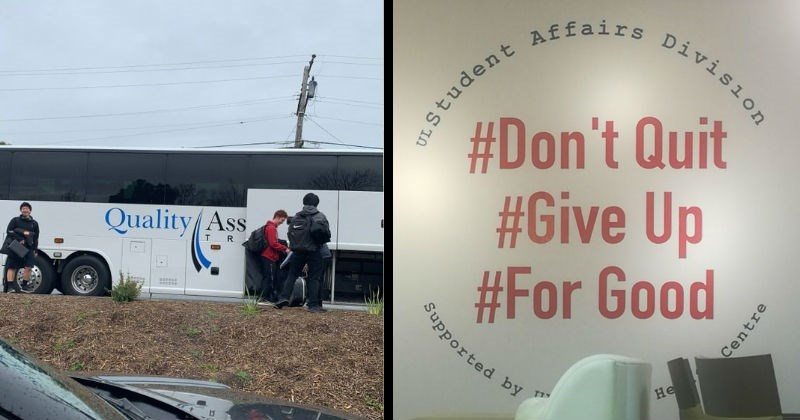 Quality Ass
T R
UL Student Affairs Division
#Don't Quit
#Give Up
#For Good
Supported by
Centre